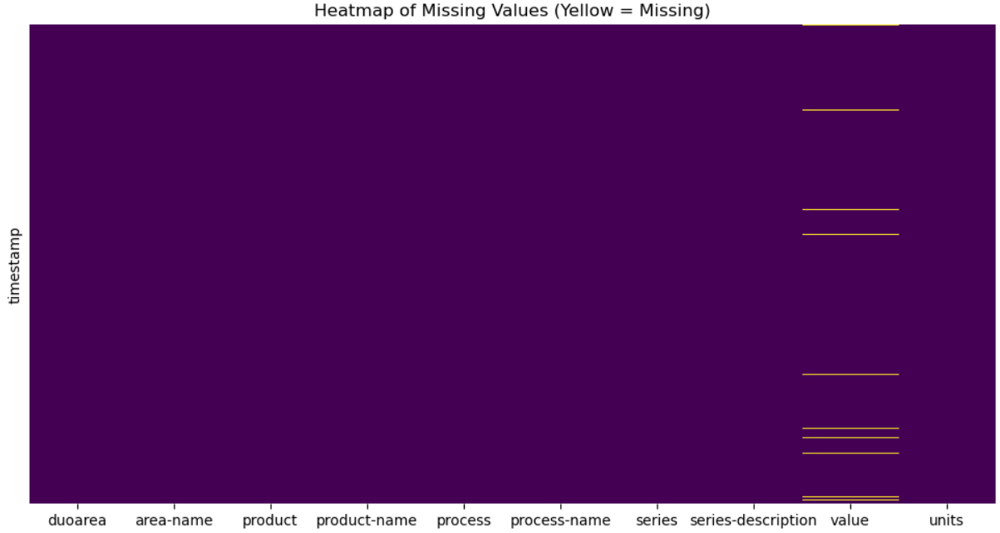 Heatmap of Missing Values (Yellow = Missing)
timestamp
duoarea area-name product product-name process process-name series series-description value units